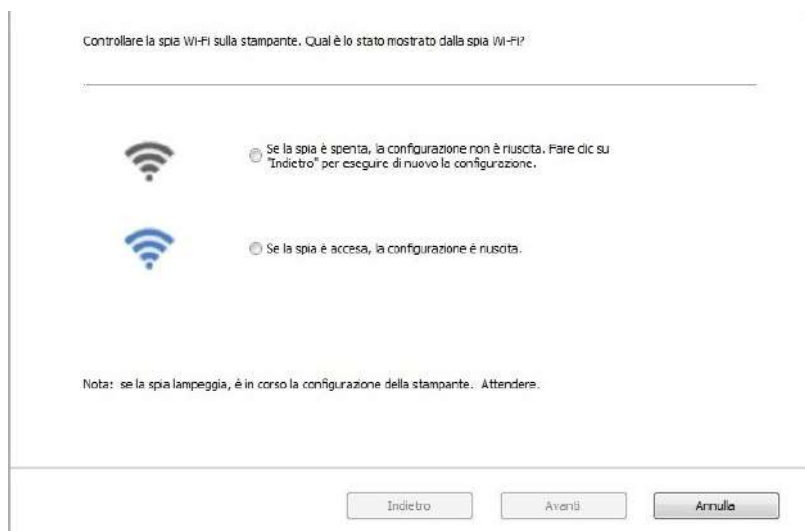 Controllare la spia Wi-Fi sulla stampante. Qual è lo stato mostrato dalla spia Wi-Fi?
Se la spia è spenta, la configurazione non è riuscita. Fare clic su
"Indietro" per eseguire di nuovo la configurazione.
Se la spia è accesa, la configurazione è riuscita.
Nota: se la spia lampeggia, è in corso la configurazione della stampante. Attendere.
Indietro
Avanti
Annulla